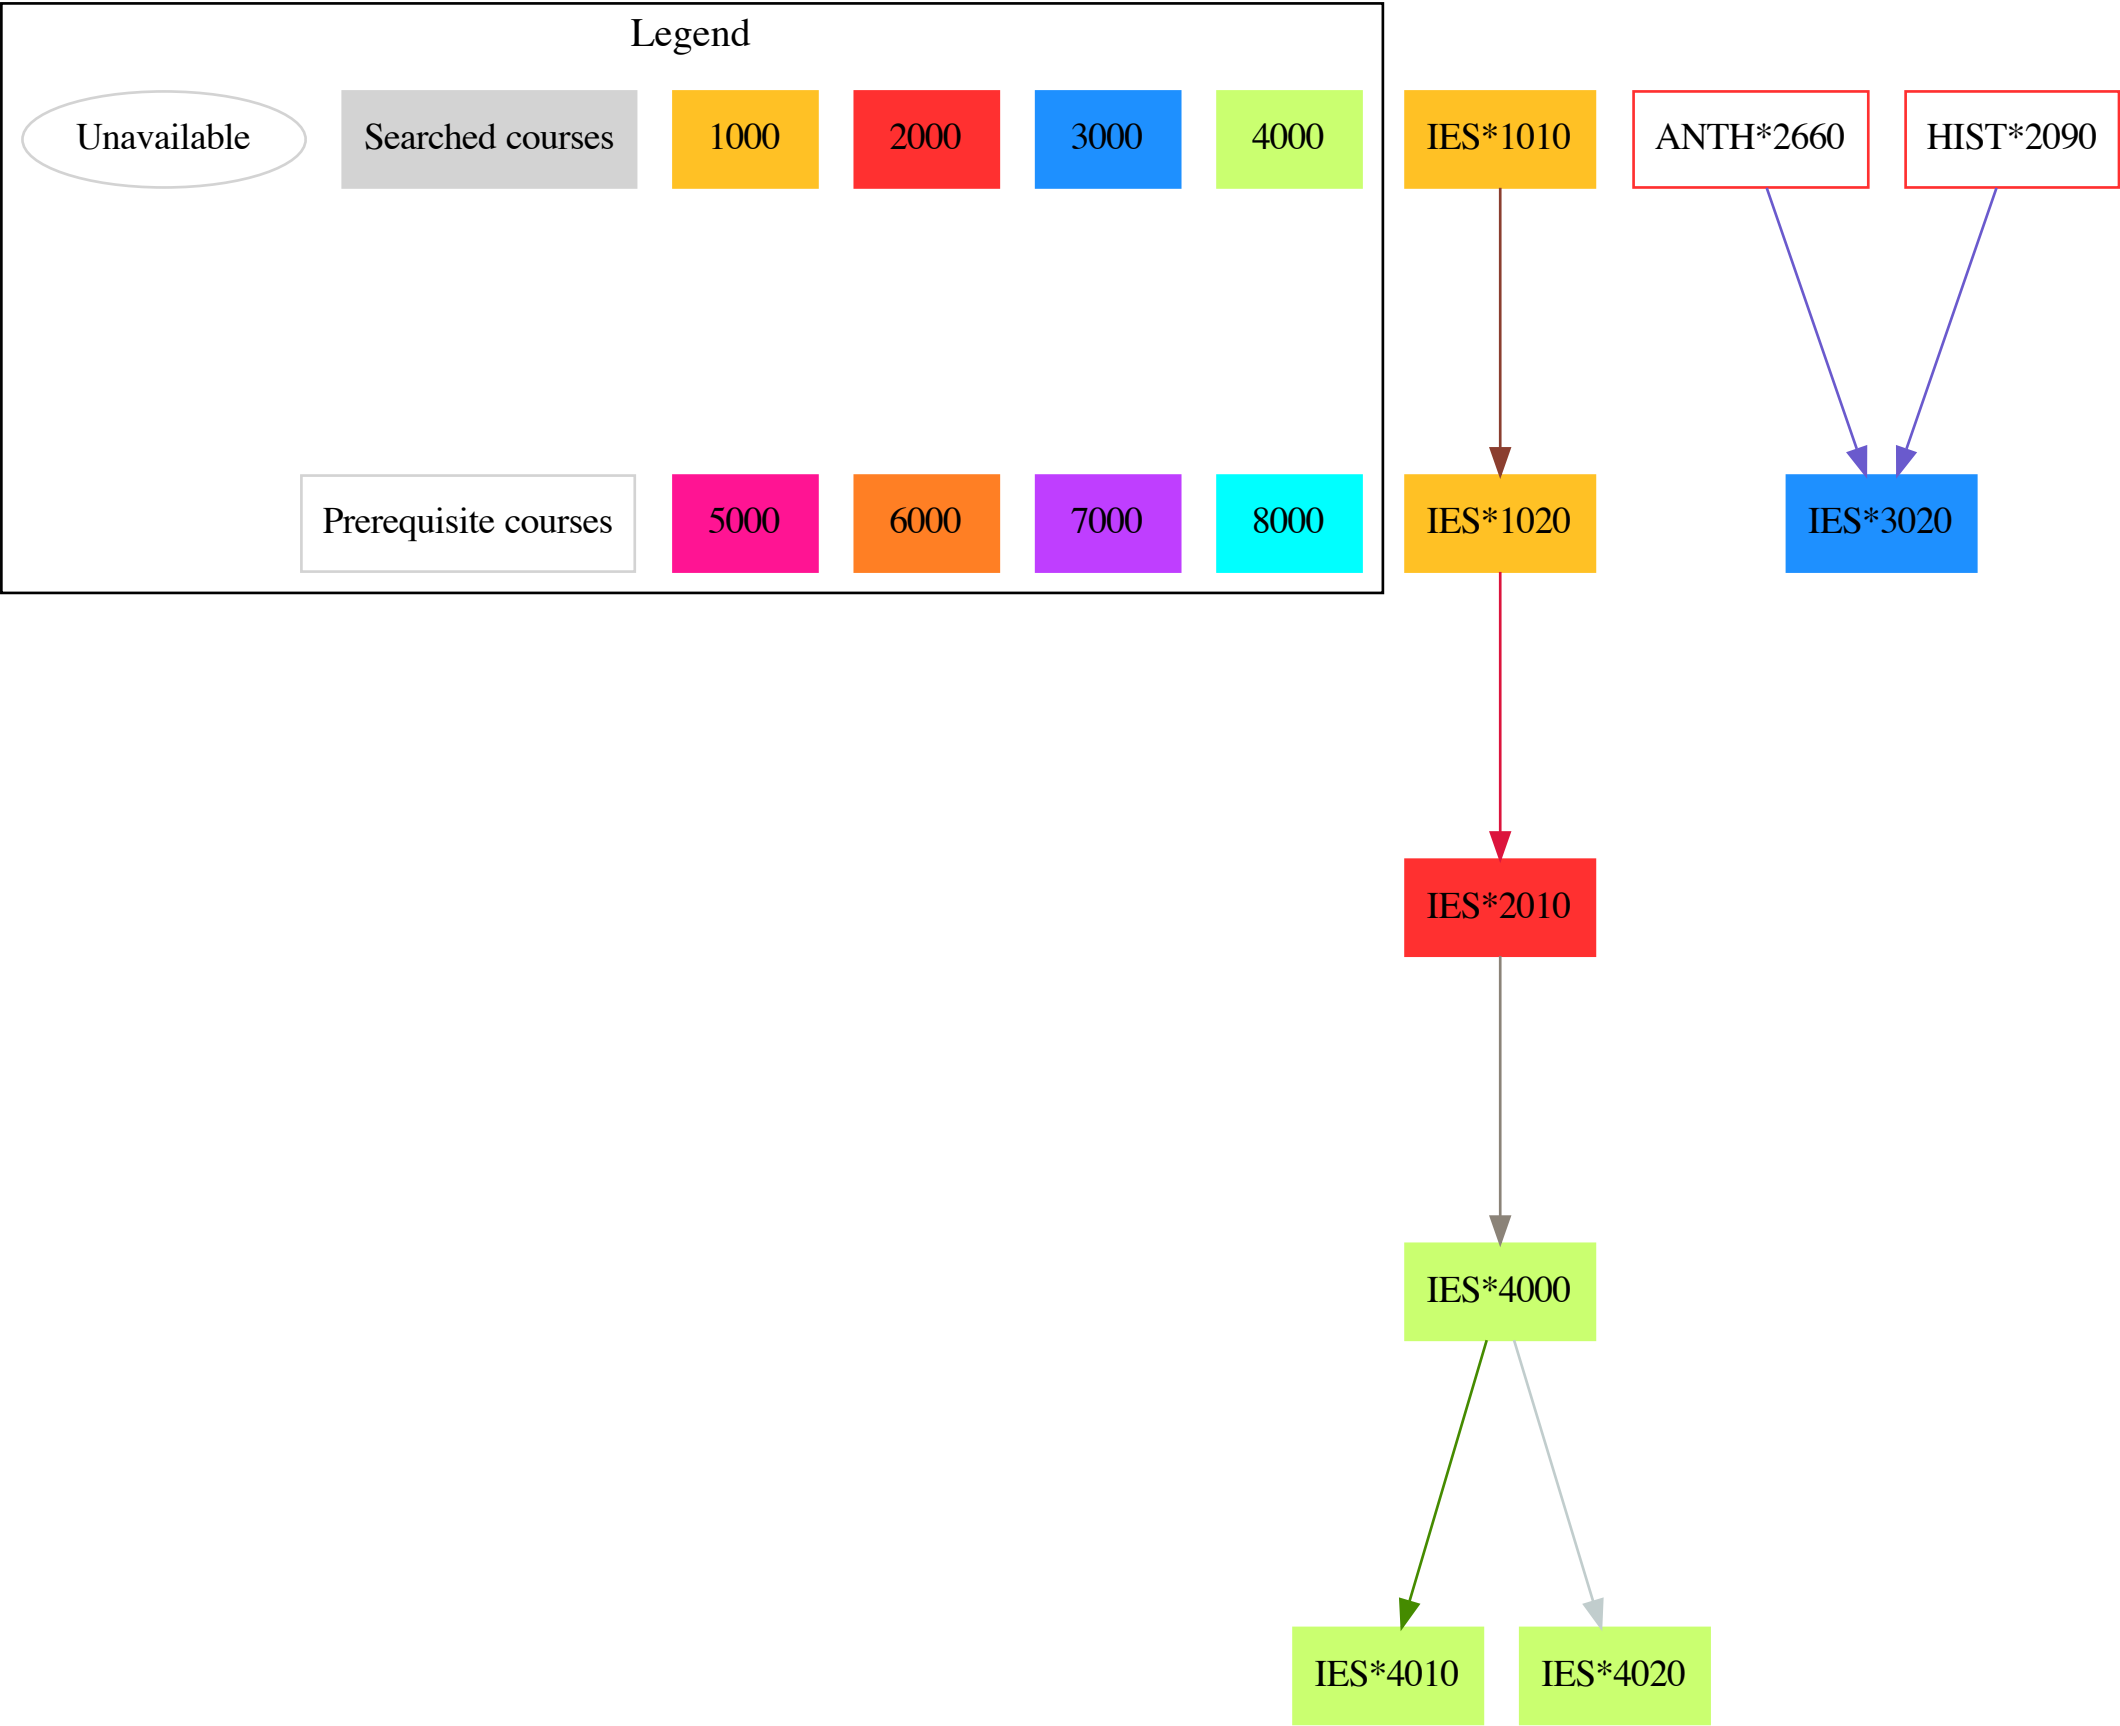 Legend
Unavailable
Searched courses
1000
2000
3000
4000
IES*1010
ANTH*2660
HIST*2090
Prerequisite courses
5000
6000
7000
8000
IES*1020
IES*3020
IES*2010
IES*4000
IES*4010
IES*4020